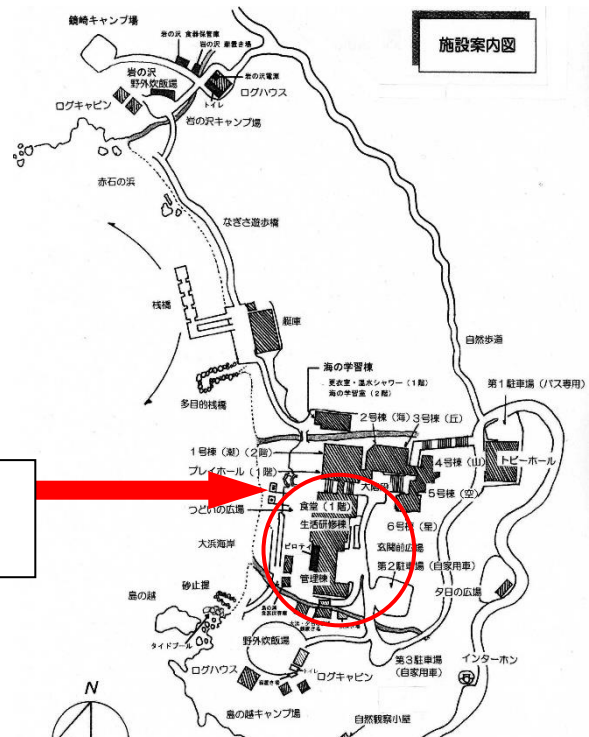 施設案内図
鏡崎キャンプ場
岩の沢 食器保管庫
岩の沢 薪置き場
岩の沢
野外炊飯場
岩の沢電源
ログハウス
トイレ
ログキャビン
岩の沢キャンプ場
赤石の浜
なぎさ遊歩橋
桟橋
艇庫
自然歩道
海の学習棟
更衣室・温水シャワー(1階)
海の学習室(2階)
第1駐車場(バス専用)
多目的桟橋
2号棟(海)
3号棟(丘)
1号棟(潮)(2階)
プレイホール(1階)
4号棟(山)
トビーホール
大階段
5号棟(空)
食堂(1階)
つどいの広場
生活研修棟
6号棟(星)
大浜海岸
ピロティ
玄関前広場
管理棟
第2駐車場(自家用車)
島の越
砂止提
夕日の広場
タイドプール
野外炊飯場
第3駐車場
(自家用車)
インターホン
ログハウス
トイレ
ログキャビン
島の越キャンプ場
自然観察小屋
N